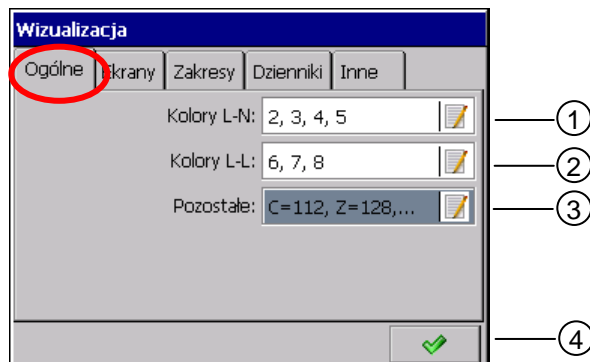 Wizualizacja
Ogólne Ekrany Zakresy Dzienniki Inne
Kolory L-N: 2, 3, 4, 5 1
Kolory L-L: 6, 7, 8 2
Pozostałe: C=112, Z=128,... 3
4